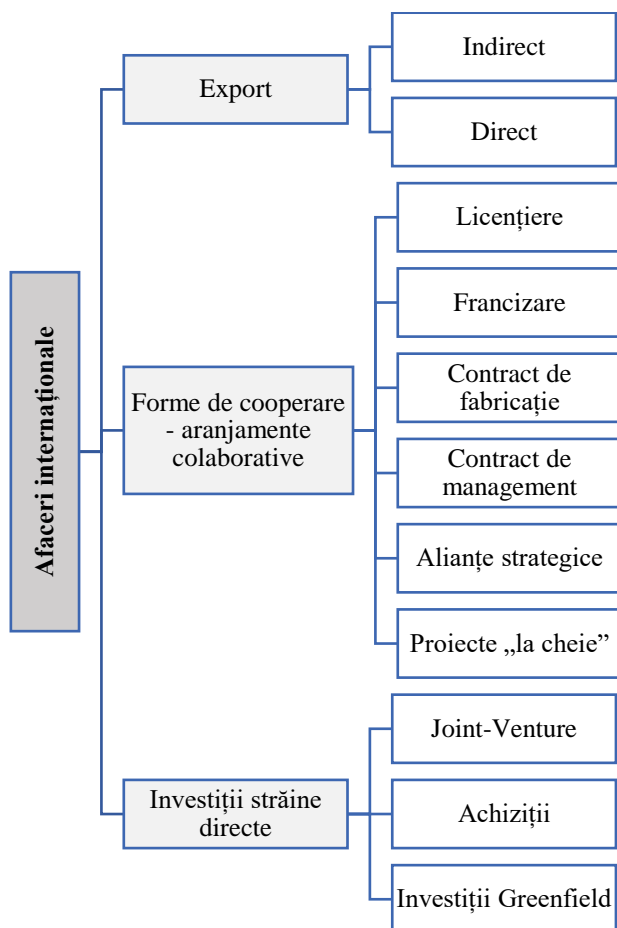 Afaceri internaționale
Export
Indirect
Direct
Forme de cooperare
- aranjamente
colaborative
Licențiere
Francizare
Contract de
fabricație
Contract de
management
Alianțe strategice
Proiecte „la cheie”
Investiții străine
directe
Joint-Venture
Achiziții
Investiții Greenfield